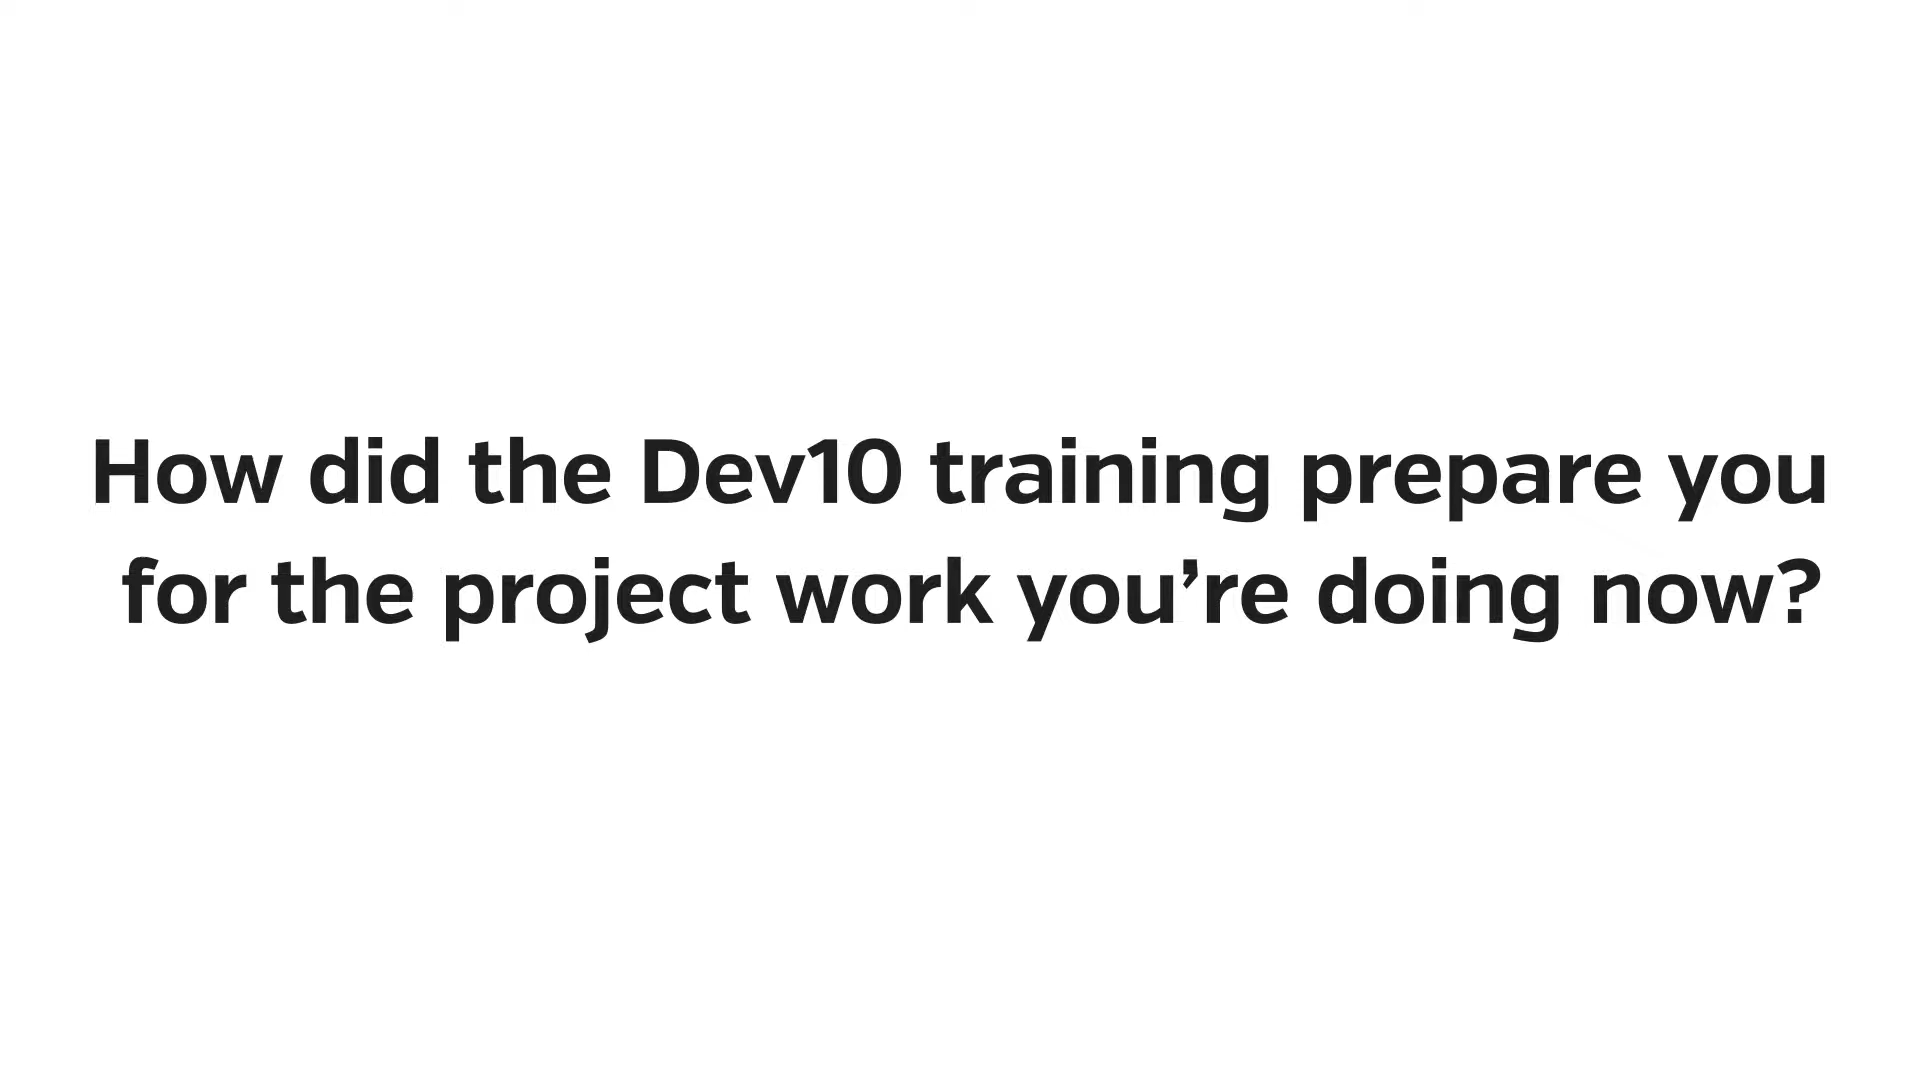 How did the Dev10 training prepare you
for the project work you’re doing now?